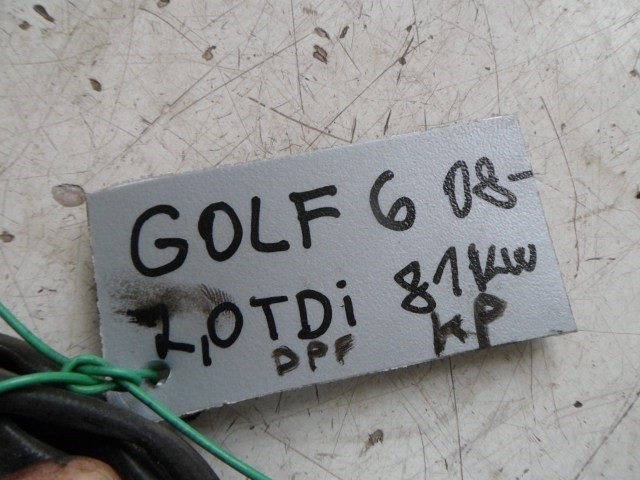 GOLF 6 08-
2,0TDi 81KW
DPF KP